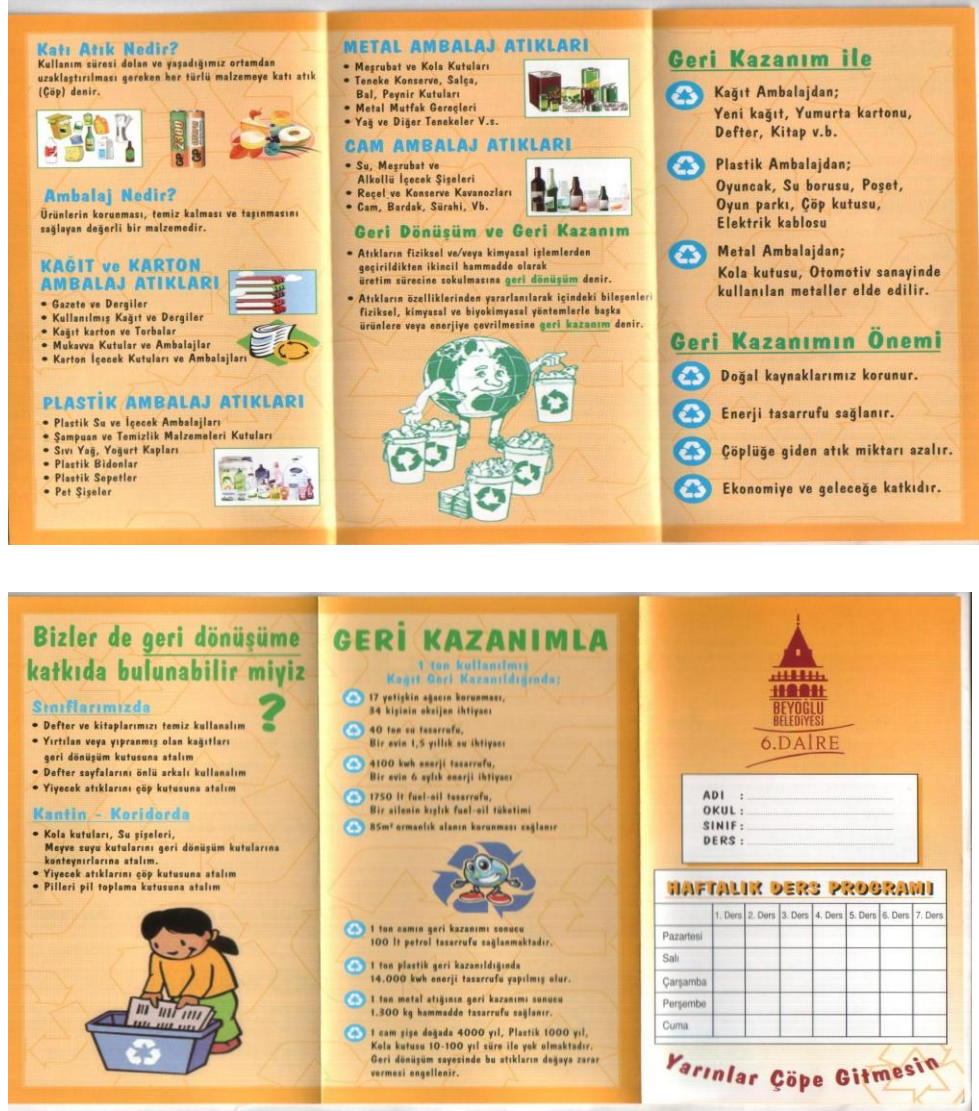 Katı Atık Nedir?
Kullanım süresi dolan ve yaşadığımız ortamdan
uzaklaştırılması gereken her türlü malzemeye katı atık
(Çöp) denir.
GP 2300
GP
Ambalaj Nedir?
Ürünlerin korunması, temiz kalması ve taşınmasını
sağlayan değerli bir malzemedir.
KAĞIT ve KARTON
AMBALAJ ATIKLARI
• Gazete ve Dergiler
• Kullanılmış Kağıt ve Dergiler
• Kağıt karton ve Torbalar
• Mukavva Kutular ve Ambalajlar
• Karton İçecek Kutuları ve Ambalajları
PLASTİK AMBALAJ ATIKLARI
• Plastik Su ve İçecek Ambalajları
• Şampuan ve Temizlik Malzemeleri Kutuları
• Sıvı Yağ, Yoğurt Kapları
• Plastik Bidonlar
• Plastik Sepetler
• Pet Şişeler
METAL AMBALAJ ATIKLARI
• Meşrubat ve Kola Kutuları
• Teneke Konserve, Salça,
Bal, Peynir Kutuları
• Metal Mutfak Gereçleri
• Yağ ve Diğer Tenekeler V.s.
CAM AMBALAJ ATIKLARI
• Su, Meşrubat ve
Alkollü İçecek Şişeleri
• Reçel ve Konserve Kavanozları
• Cam, Bardak, Sürahi, Vb.
Geri Dönüşüm ve Geri Kazanım
• Atıkların fiziksel ve/veya kimyasal işlemlerden
geçirildikten ikincil hammadde olarak
üretim sürecine sokulmasına geri dönüşüm denir.
• Atıkların özelliklerinden yararlanılarak içindeki bileşenleri
fiziksel, kimyasal ve biyokimyasal yöntemlerle başka
ürünlere veya enerjiye çevrilmesine geri kazanım denir.
Geri Kazanım ile
Kağıt Ambalajdan;
Yeni kağıt, Yumurta kartonu,
Defter, Kitap v.b.
Plastik Ambalajdan;
Oyuncak, Su borusu, Poşet,
Oyun parkı, Çöp kutusu,
Elektrik kablosu
Metal Ambalajdan;
Kola kutusu, Otomotiv sanayinde
kullanılan metaller elde edilir.
Geri Kazanımın Önemi
Doğal kaynaklarımız korunur.
Enerji tasarrufu sağlanır.
Çöplüğe giden atık miktarı azalır.
Ekonomiye ve geleceğe katkıdır.
Bizler de geri dönüşüme
katkıda bulunabilir miyiz
?
Sınıflarımızda
• Defter ve kitaplarımızı temiz kullanalım
• Yırtılan veya yıpranmış olan kağıtları
geri dönüşüm kutusuna atalım
• Defter sayfalarını önlü arkalı kullanalım
• Yiyecek atıklarını çöp kutusuna atalım
Kantin - Koridorda
• Kola kutuları, Su şişeleri,
Meyve suyu kutularını geri dönüşüm kutularına
konteynırlarına atalım.
• Yiyecek atıklarını çöp kutusuna atalım
• Pilleri pil toplama kutusuna atalım
GERİ KAZANIMLA
1 ton kullanılmış
Kağıt Geri Kazanıldığında;
17 yetişkin ağacın korunması,
34 kişinin oksijen ihtiyacı
40 ton su tasarrufu,
Bir evin 1,5 yıllık su ihtiyacı
4100 kwh enerji tasarrufu,
Bir evin 6 aylık enerji ihtiyacı
1750 lt fuel-oil tasarrufu,
Bir ailenin kışlık fuel-oil tüketimi
85m² ormanlık alanın korunması sağlanır
1 ton camın geri kazanımı sonucu
100 lt petrol tasarrufu sağlanmaktadır.
1 ton plastik geri kazanıldığında
14.000 kwh enerji tasarrufu yapılmış olur.
1 ton metal atığının geri kazanımı sonucu
1.300 kg hammadde tasarrufu sağlanır.
1 cam şişe doğada 4000 yıl, Plastik 1000 yıl,
Kola kutusu 10-100 yıl süre ile yok olmaktadır.
Geri dönüşüm sayesinde bu atıkların doğaya zarar
vermesi engellenir.
BEYOĞLU
BELEDİYESİ
6.DAİRE
ADI :
OKUL :
SINIF :
DERS :
HAFTALIK DERS PROGRAMI
1. Ders 2. Ders 3. Ders 4. Ders 5. Ders 6. Ders 7. Ders
Pazartesi
Salı
Çarşamba
Perşembe
Cuma
Yarınlar Çöpe Gitmesin